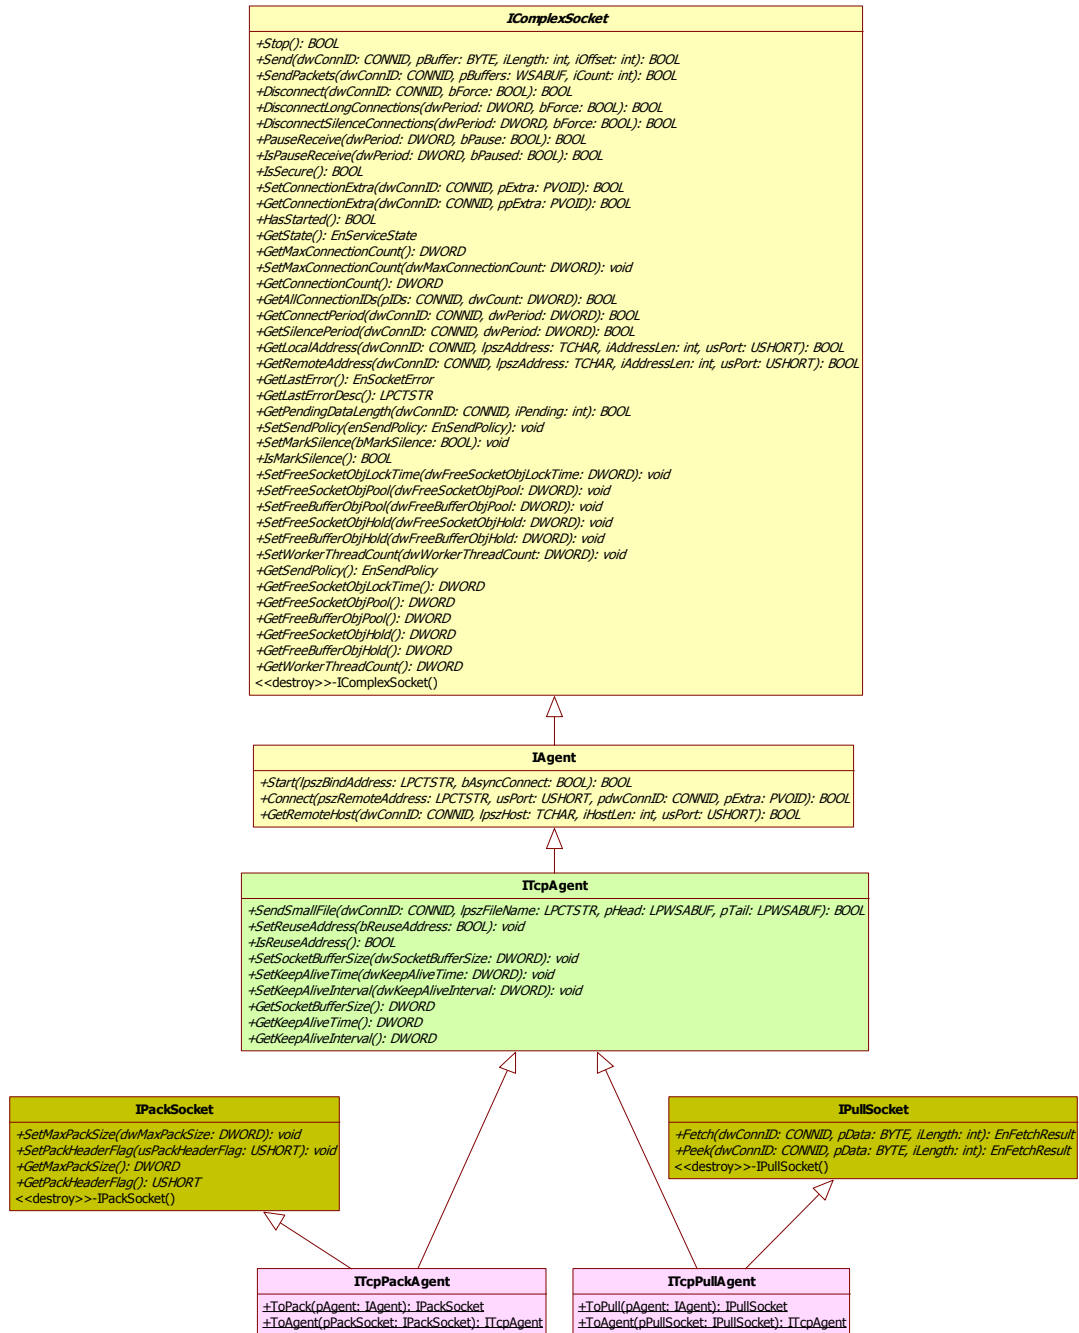 IComplexSocket
+Stop(): BOOL
+Send(dwConnID: CONNID, pBuffer: BYTE, iLength: int, iOffset: int): BOOL
+SendPackets(dwConnID: CONNID, pBuffers: WSABUF, iCount: int): BOOL
+Disconnect(dwConnID: CONNID, bForce: BOOL): BOOL
+DisconnectLongConnections(dwPeriod: DWORD, bForce: BOOL): BOOL
+DisconnectSilenceConnections(dwPeriod: DWORD, bForce: BOOL): BOOL
+PauseReceive(dwPeriod: DWORD, bPause: BOOL): BOOL
+IsPauseReceive(dwPeriod: DWORD, bPaused: BOOL): BOOL
+IsSecure(): BOOL
+SetConnectionExtra(dwConnID: CONNID, pExtra: PVOID): BOOL
+GetConnectionExtra(dwConnID: CONNID, ppExtra: PVOID): BOOL
+HasStarted(): BOOL
+GetState(): EnServiceState
+GetMaxConnectionCount(): DWORD
+SetMaxConnectionCount(dwMaxConnectionCount: DWORD): void
+GetConnectionCount(): DWORD
+GetAllConnectionIDs(pIDs: CONNID, dwCount: DWORD): BOOL
+GetConnectPeriod(dwConnID: CONNID, dwPeriod: DWORD): BOOL
+GetSilencePeriod(dwConnID: CONNID, dwPeriod: DWORD): BOOL
+GetLocalAddress(dwConnID: CONNID, lpszAddress: TCHAR, iAddressLen: int, usPort: USHORT): BOOL
+GetRemoteAddress(dwConnID: CONNID, lpszAddress: TCHAR, iAddressLen: int, usPort: USHORT): BOOL
+GetLastError(): EnSocketError
+GetLastErrorDesc(): LPCTSTR
+GetPendingDataLength(dwConnID: CONNID, iPending: int): BOOL
+SetSendPolicy(enSendPolicy: EnSendPolicy): void
+SetMarkSilence(bMarkSilence: BOOL): void
+IsMarkSilence(): BOOL
+SetFreeSocketObjLockTime(dwFreeSocketObjLockTime: DWORD): void
+SetFreeSocketObjPool(dwFreeSocketObjPool: DWORD): void
+SetFreeBufferObjPool(dwFreeBufferObjPool: DWORD): void
+SetFreeSocketObjHold(dwFreeSocketObjHold: DWORD): void
+SetFreeBufferObjHold(dwFreeBufferObjHold: DWORD): void
+SetWorkerThreadCount(dwWorkerThreadCount: DWORD): void
+GetSendPolicy(): EnSendPolicy
+GetFreeSocketObjLockTime(): DWORD
+GetFreeSocketObjPool(): DWORD
+GetFreeBufferObjPool(): DWORD
+GetFreeSocketObjHold(): DWORD
+GetFreeBufferObjHold(): DWORD
+GetWorkerThreadCount(): DWORD
<<destroy>>-IComplexSocket()
IAgent
+Start(lpszBindAddress: LPCTSTR, bAsyncConnect: BOOL): BOOL
+Connect(pszRemoteAddress: LPCTSTR, usPort: USHORT, pdwConnID: CONNID, pExtra: PVOID): BOOL
+GetRemoteHost(dwConnID: CONNID, lpszHost: TCHAR, iHostLen: int, usPort: USHORT): BOOL
ITcpAgent
+SendSmallFile(dwConnID: CONNID, lpszFileName: LPCTSTR, pHead: LPWSABUF, pTail: LPWSABUF): BOOL
+SetReuseAddress(bReuseAddress: BOOL): void
+IsReuseAddress(): BOOL
+SetSocketBufferSize(dwSocketBufferSize: DWORD): void
+SetKeepAliveTime(dwKeepAliveTime: DWORD): void
+SetKeepAliveInterval(dwKeepAliveInterval: DWORD): void
+GetSocketBufferSize(): DWORD
+GetKeepAliveTime(): DWORD
+GetKeepAliveInterval(): DWORD
IPackSocket
+SetMaxPackSize(dwMaxPackSize: DWORD): void
+SetPackHeaderFlag(usPackHeaderFlag: USHORT): void
+GetMaxPackSize(): DWORD
+GetPackHeaderFlag(): USHORT
<<destroy>>-IPackSocket()
IPullSocket
+Fetch(dwConnID: CONNID, pData: BYTE, iLength: int): EnFetchResult
+Peek(dwConnID: CONNID, pData: BYTE, iLength: int): EnFetchResult
<<destroy>>-IPullSocket()
ITcpPackAgent
+ToPack(pAgent: IAgent): IPackSocket
+ToAgent(pPackSocket: IPackSocket): ITcpAgent
ITcpPullAgent
+ToPull(pAgent: IAgent): IPullSocket
+ToAgent(pPullSocket: IPullSocket): ITcpAgent